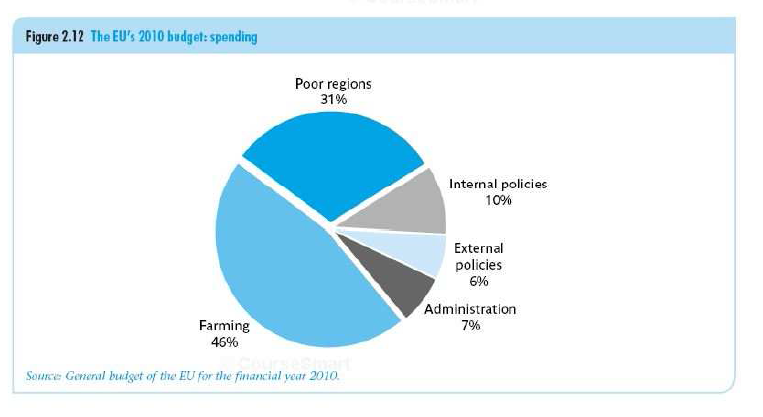 Figure 2.12 The EU's 2010 budget: spending
Poor regions
31%
Internal policies
10%
External
policies
6%
Administration
7%
Farming
46%
CourseSmart
Source: General budget of the EU for the financial year 2010.